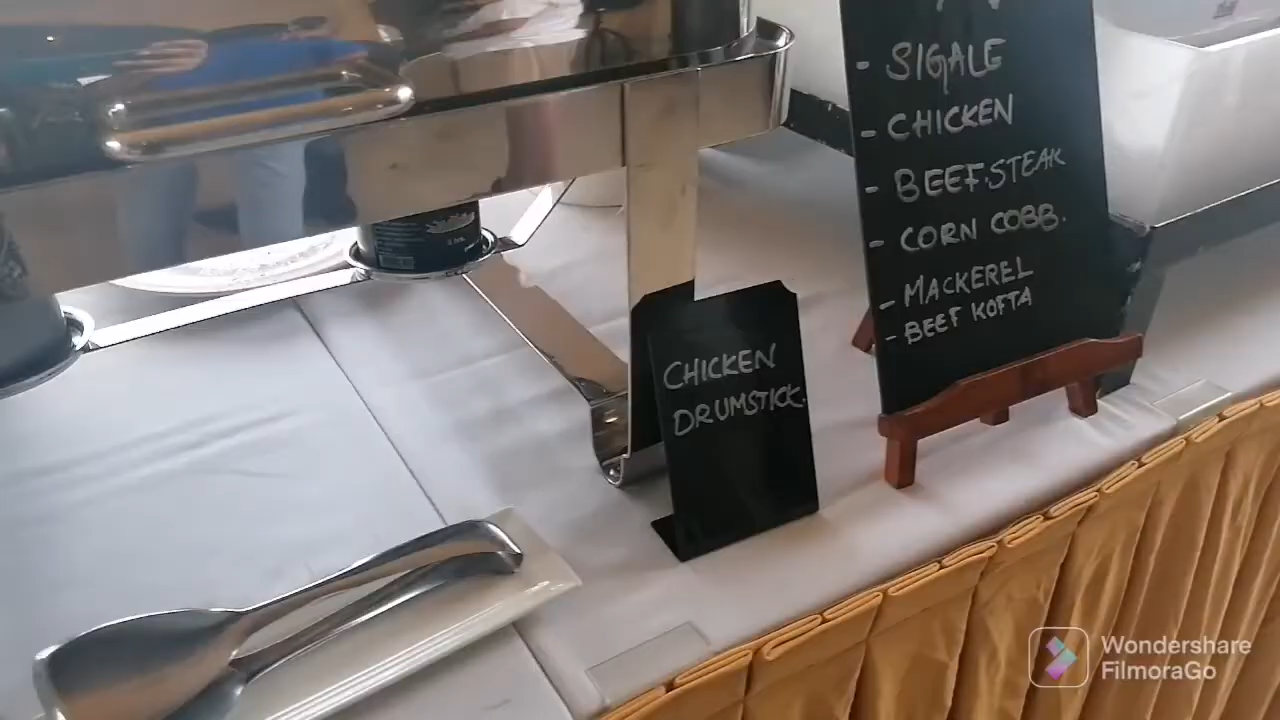 - SIGALE
- CHICKEN
- BEEF.STEAK
- CORN COBB.
- MACKEREL
- BEEF KOFTA
CHICKEN
DRUMSTICK.
Wondershare
FilmoraGo